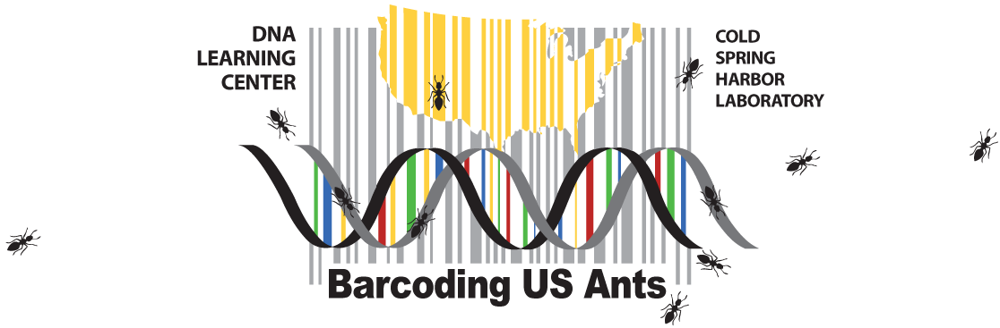 DNA
LEARNING
CENTER
COLD
SPRING
HARBOR
LABORATORY
Barcoding US Ants